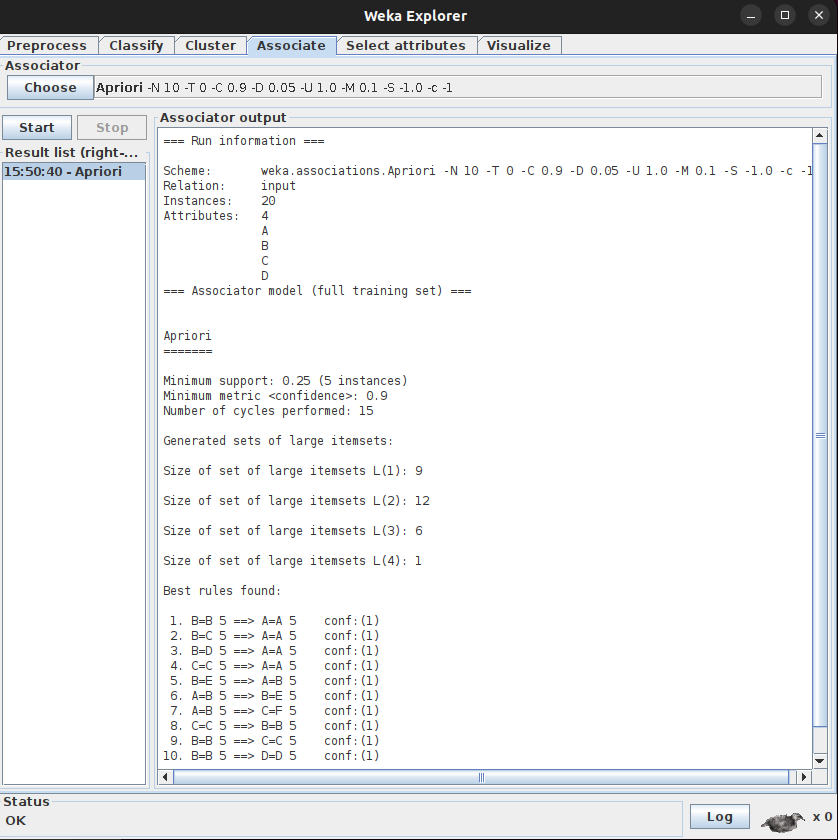 Weka Explorer
Preprocess Classify Cluster Associate Select attributes Visualize
Associator
Choose Apriori -N 10 -T 0 -C 0.9 -D 0.05 -U 1.0 -M 0.1 -S -1.0 -c -1
Start Stop
Result list (right-...
15:50:40 - Apriori
Associator output
=== Run information ===
Scheme: weka.associations.Apriori -N 10 -T 0 -C 0.9 -D 0.05 -U 1.0 -M 0.1 -S -1.0 -c -1
Relation: input
Instances: 20
Attributes: 4
A
B
C
D
=== Associator model (full training set) ===
Apriori
=======
Minimum support: 0.25 (5 instances)
Minimum metric <confidence>: 0.9
Number of cycles performed: 15
Generated sets of large itemsets:
Size of set of large itemsets L(1): 9
Size of set of large itemsets L(2): 12
Size of set of large itemsets L(3): 6
Size of set of large itemsets L(4): 1
Best rules found:
1. B=B 5 ==> A=A 5 conf:(1)
2. B=C 5 ==> A=A 5 conf:(1)
3. B=D 5 ==> A=A 5 conf:(1)
4. C=C 5 ==> A=A 5 conf:(1)
5. B=E 5 ==> A=B 5 conf:(1)
6. A=B 5 ==> B=E 5 conf:(1)
7. A=B 5 ==> C=F 5 conf:(1)
8. C=C 5 ==> B=B 5 conf:(1)
9. B=B 5 ==> C=C 5 conf:(1)
10. B=B 5 ==> D=D 5 conf:(1)
Status
OK
Log x 0